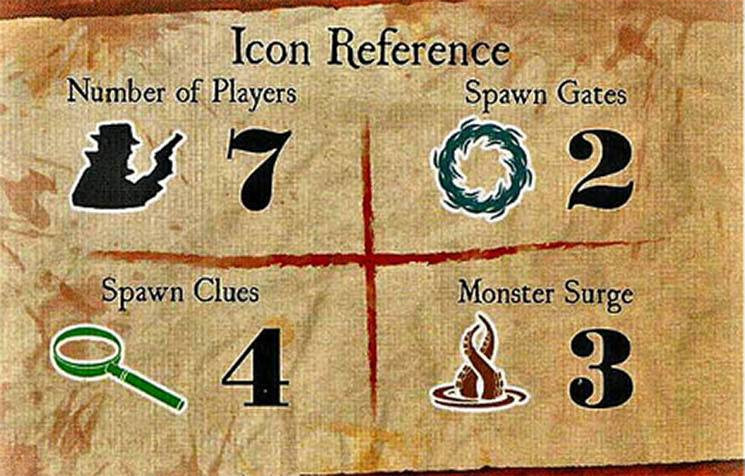 Icon Reference
Number of Players
7
Spawn Gates
2
Spawn Clues
4
Monster Surge
3